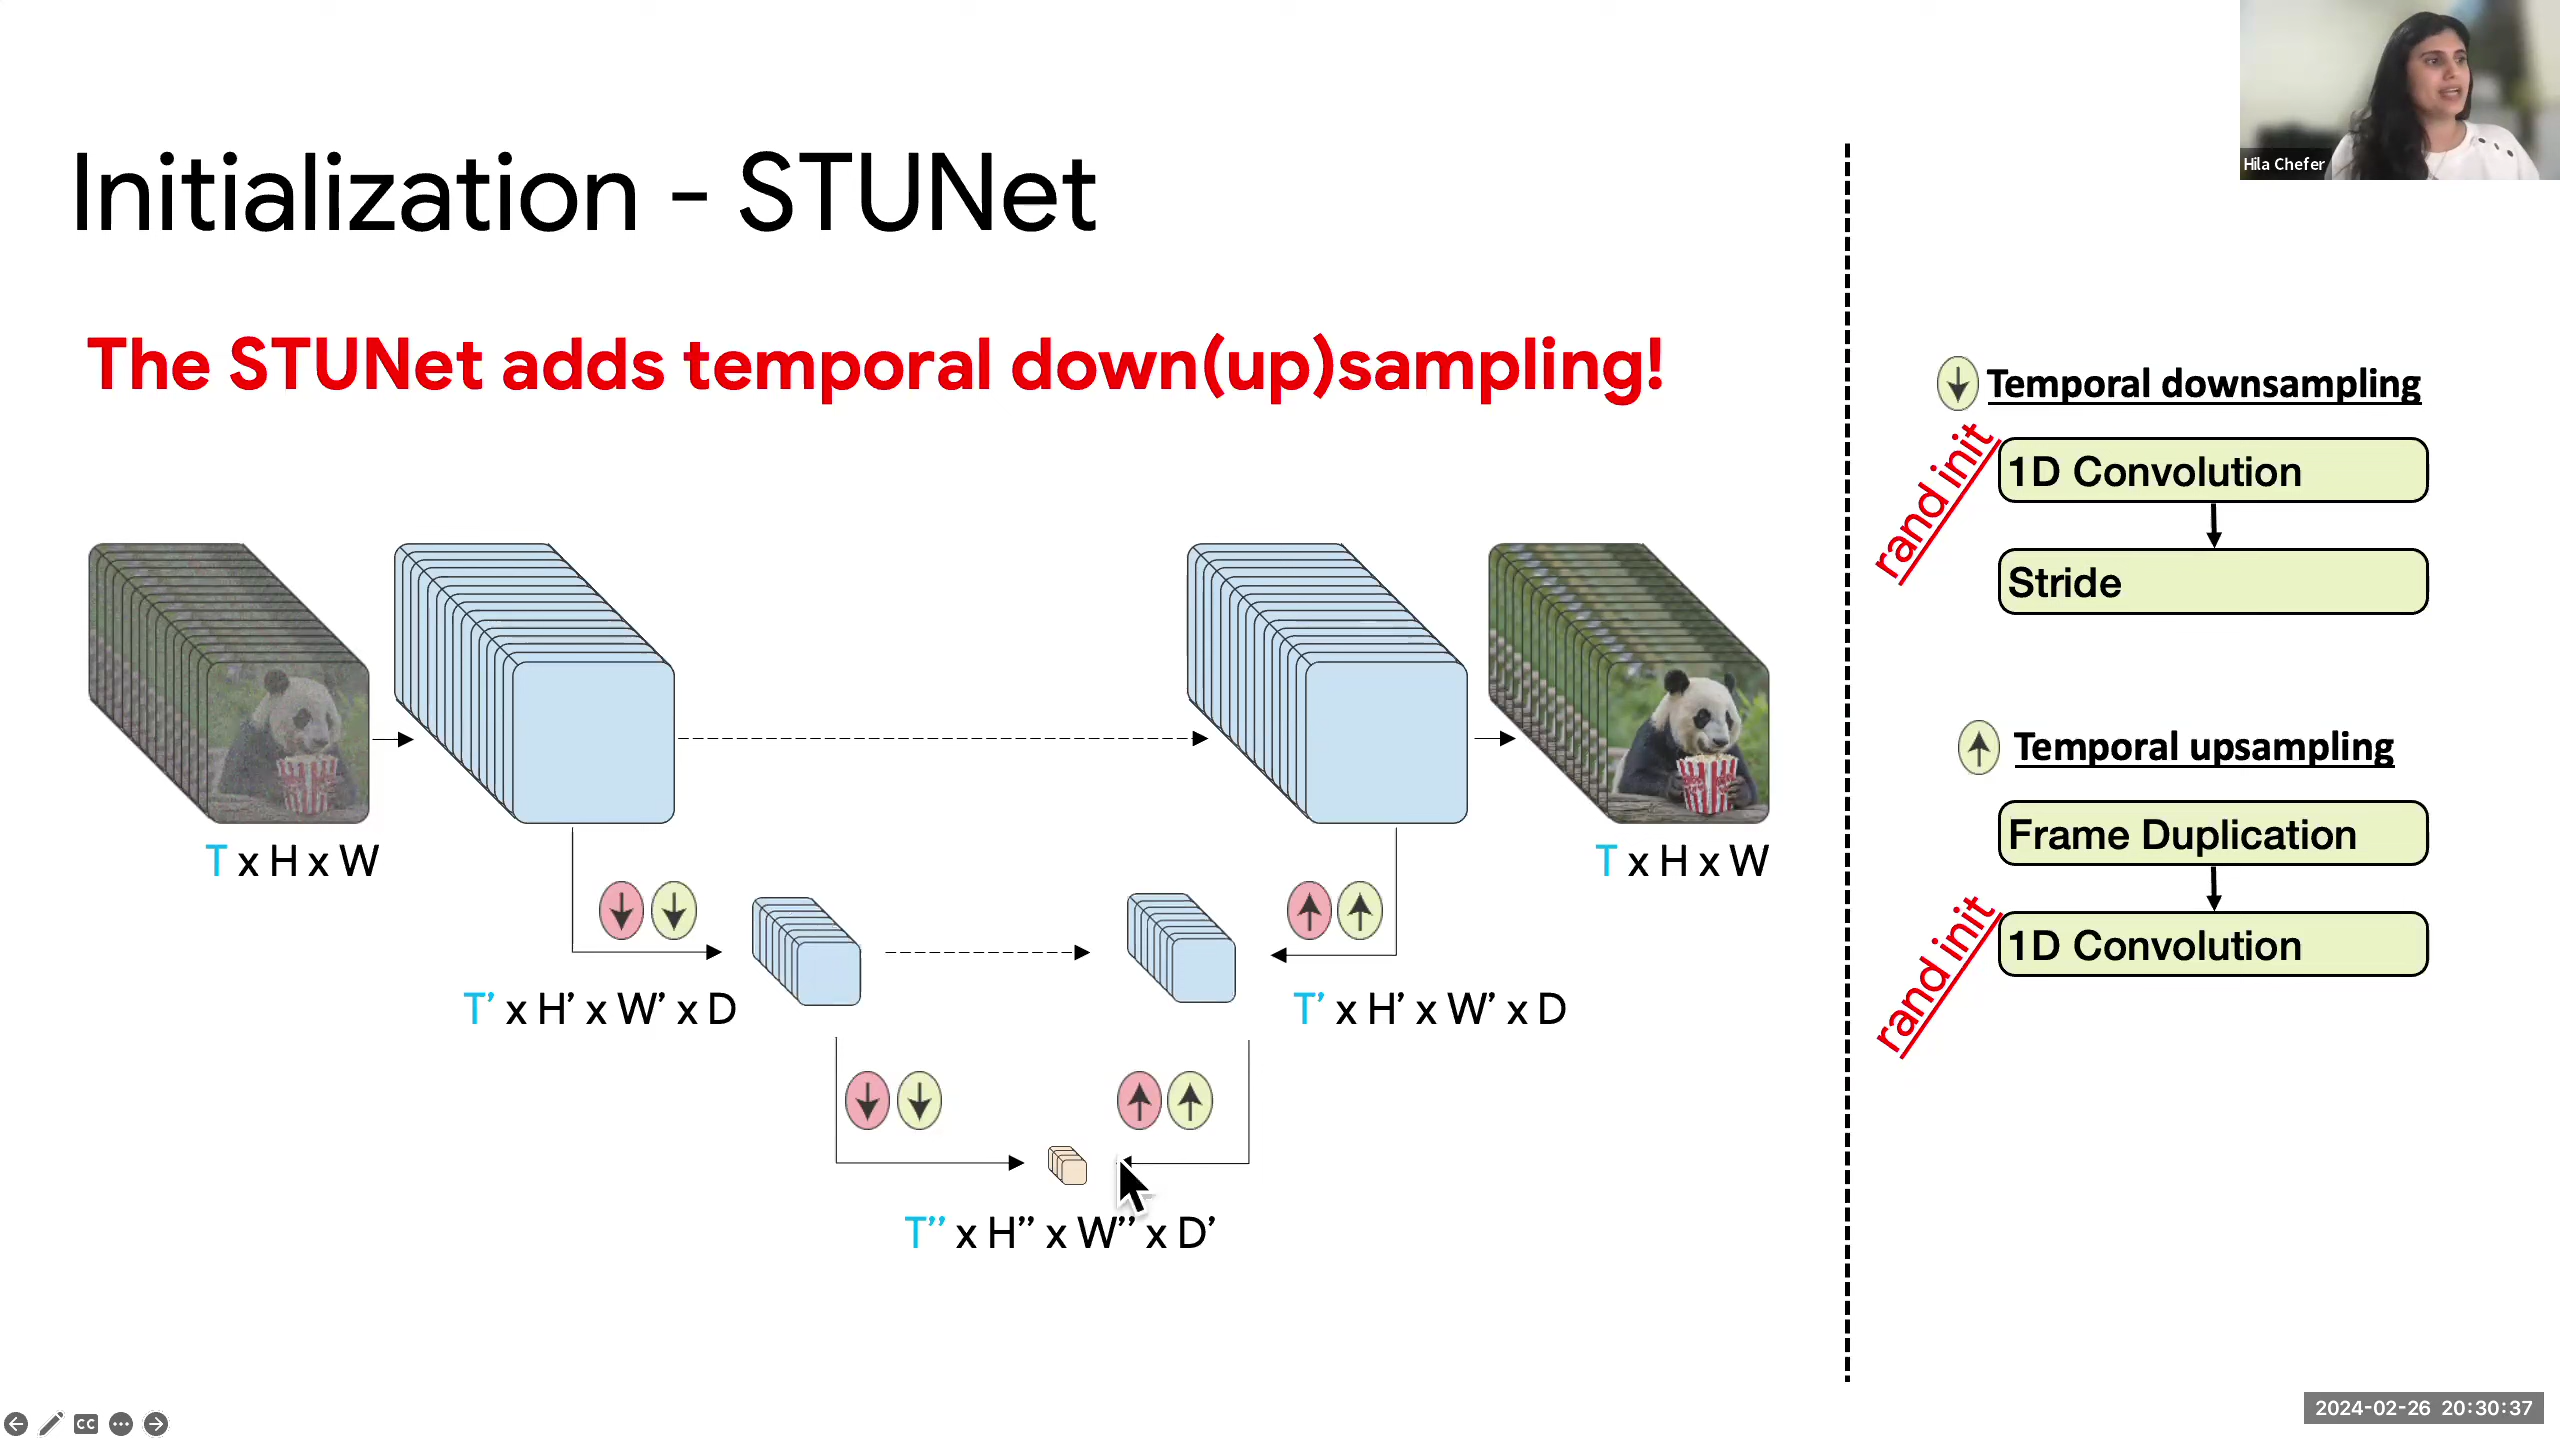 Hila Chefer
Initialization - STUNet
The STUNet adds temporal down(up)sampling!
T x H x W
T x H x W
T’ x H’ x W’ x D
T’ x H’ x W’ x D
T’’ x H’’ x W’’ x D’
Temporal downsampling
rand init
1D Convolution
Stride
Temporal upsampling
Frame Duplication
rand init
1D Convolution
CC
2024-02-26 20:30:37